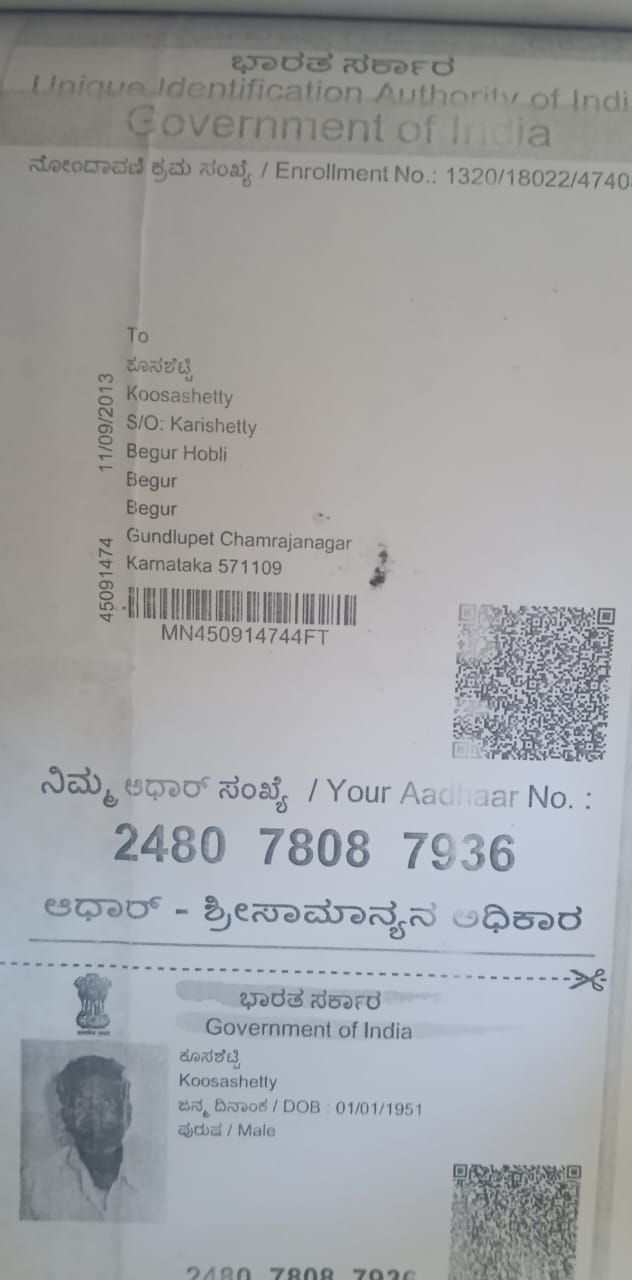 ಭಾರತ ಸರ್ಕಾರ
Unique Identification Authority of Indi
Government of India
ನೋಂದಾವಣೆ ಕ್ರಮ ಸಂಖ್ಯೆ / Enrollment No.: 1320/18022/4740
To
ಕೂಸಶೆಟ್ಟಿ
Koosashetty
S/O: Karishetty
Begur Hobli
Begur
Begur
Gundlupet Chamrajanagar
Karnataka 571109
45091474 11/09/2013
MN450914744FT
ನಿಮ್ಮ ಆಧಾರ್ ಸಂಖ್ಯೆ / Your Aadhaar No. :
2480 7808 7936
ಆಧಾರ್ - ಶ್ರೀಸಾಮಾನ್ಯನ ಅಧಿಕಾರ
ಭಾರತ ಸರ್ಕಾರ
Government of India
ಕೂಸಶೆಟ್ಟಿ
Koosashetty
ಜನ್ಮ ದಿನಾಂಕ / DOB : 01/01/1951
ಪುರುಷ / Male
2480 7808 7936